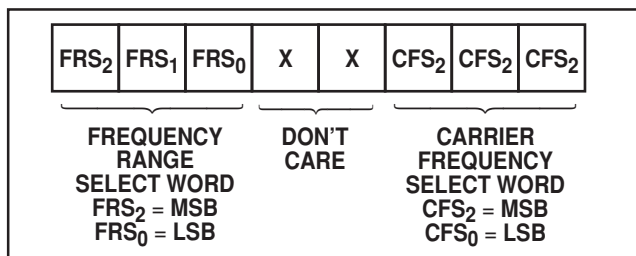 FRS2 FRS1 FRS0 X X CFS2 CFS2 CFS2
FREQUENCY
RANGE
SELECT WORD
FRS2 = MSB
FRS0 = LSB
DON'T
CARE
CARRIER
FREQUENCY
SELECT WORD
CFS2 = MSB
CFS0 = LSB